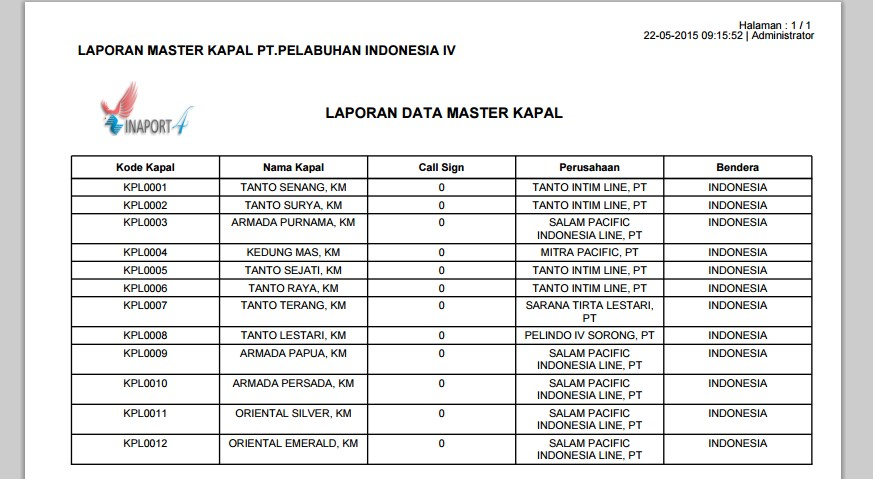 Halaman : 1 / 1
22-05-2015 09:15:52 | Administrator
LAPORAN MASTER KAPAL PT.PELABUHAN INDONESIA IV
INAPORT4
LAPORAN DATA MASTER KAPAL
Kode Kapal Nama Kapal Call Sign Perusahaan Bendera
KPL0001 TANTO SENANG, KM 0 TANTO INTIM LINE, PT INDONESIA
KPL0002 TANTO SURYA, KM 0 TANTO INTIM LINE, PT INDONESIA
KPL0003 ARMADA PURNAMA, KM 0 SALAM PACIFIC INDONESIA
INDONESIA LINE, PT
KPL0004 KEDUNG MAS, KM 0 MITRA PACIFIC, PT INDONESIA
KPL0005 TANTO SEJATI, KM 0 TANTO INTIM LINE, PT INDONESIA
KPL0006 TANTO RAYA, KM 0 TANTO INTIM LINE, PT INDONESIA
KPL0007 TANTO TERANG, KM 0 SARANA TIRTA LESTARI, INDONESIA
PT
KPL0008 TANTO LESTARI, KM 0 PELINDO IV SORONG, PT INDONESIA
KPL0009 ARMADA PAPUA, KM 0 SALAM PACIFIC INDONESIA
INDONESIA LINE, PT
KPL0010 ARMADA PERSADA, KM 0 SALAM PACIFIC INDONESIA
INDONESIA LINE, PT
KPL0011 ORIENTAL SILVER, KM 0 SALAM PACIFIC INDONESIA
INDONESIA LINE, PT
KPL0012 ORIENTAL EMERALD, KM 0 SALAM PACIFIC INDONESIA
INDONESIA LINE, PT